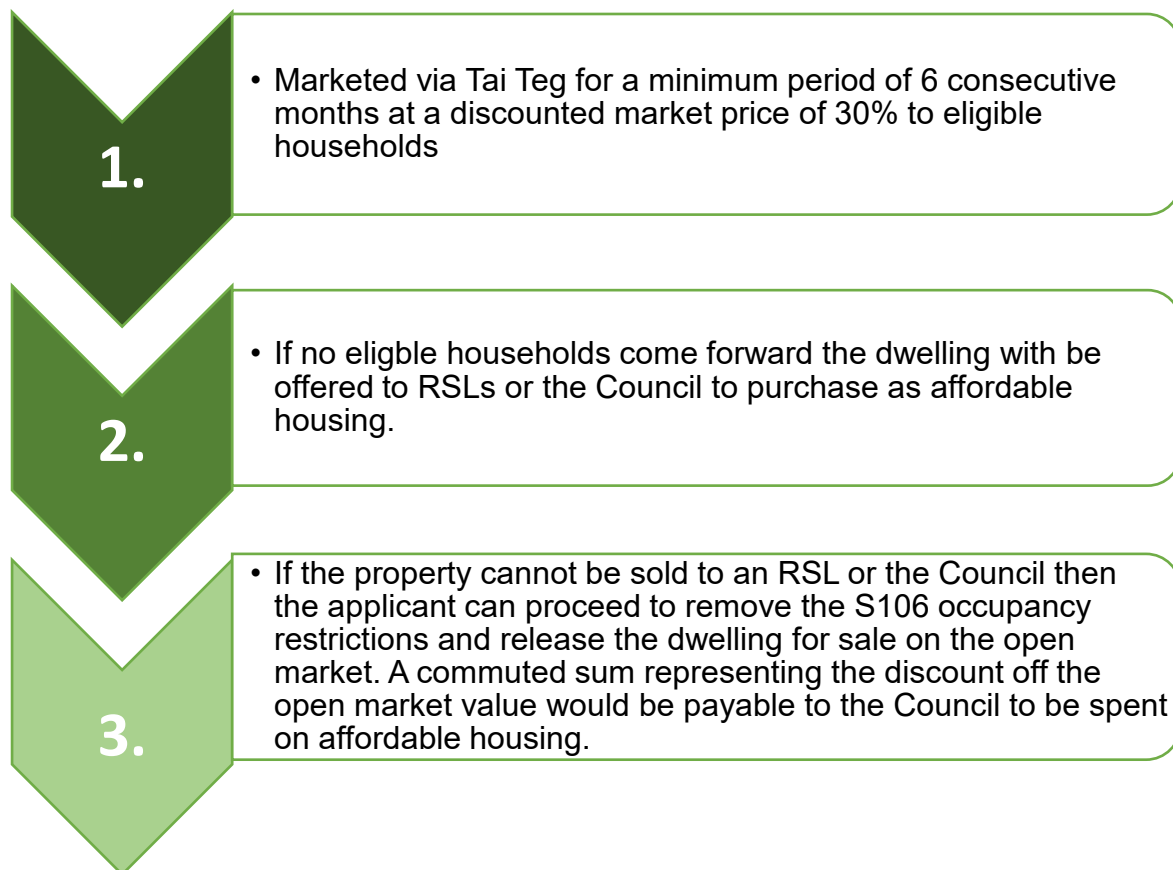 1.
• Marketed via Tai Teg for a minimum period of 6 consecutive
months at a discounted market price of 30% to eligible
households
2.
• If no eligble households come forward the dwelling with be
offered to RSLs or the Council to purchase as affordable
housing.
3.
• If the property cannot be sold to an RSL or the Council then
the applicant can proceed to remove the S106 occupancy
restrictions and release the dwelling for sale on the open
market. A commuted sum representing the discount off the
open market value would be payable to the Council to be spent
on affordable housing.